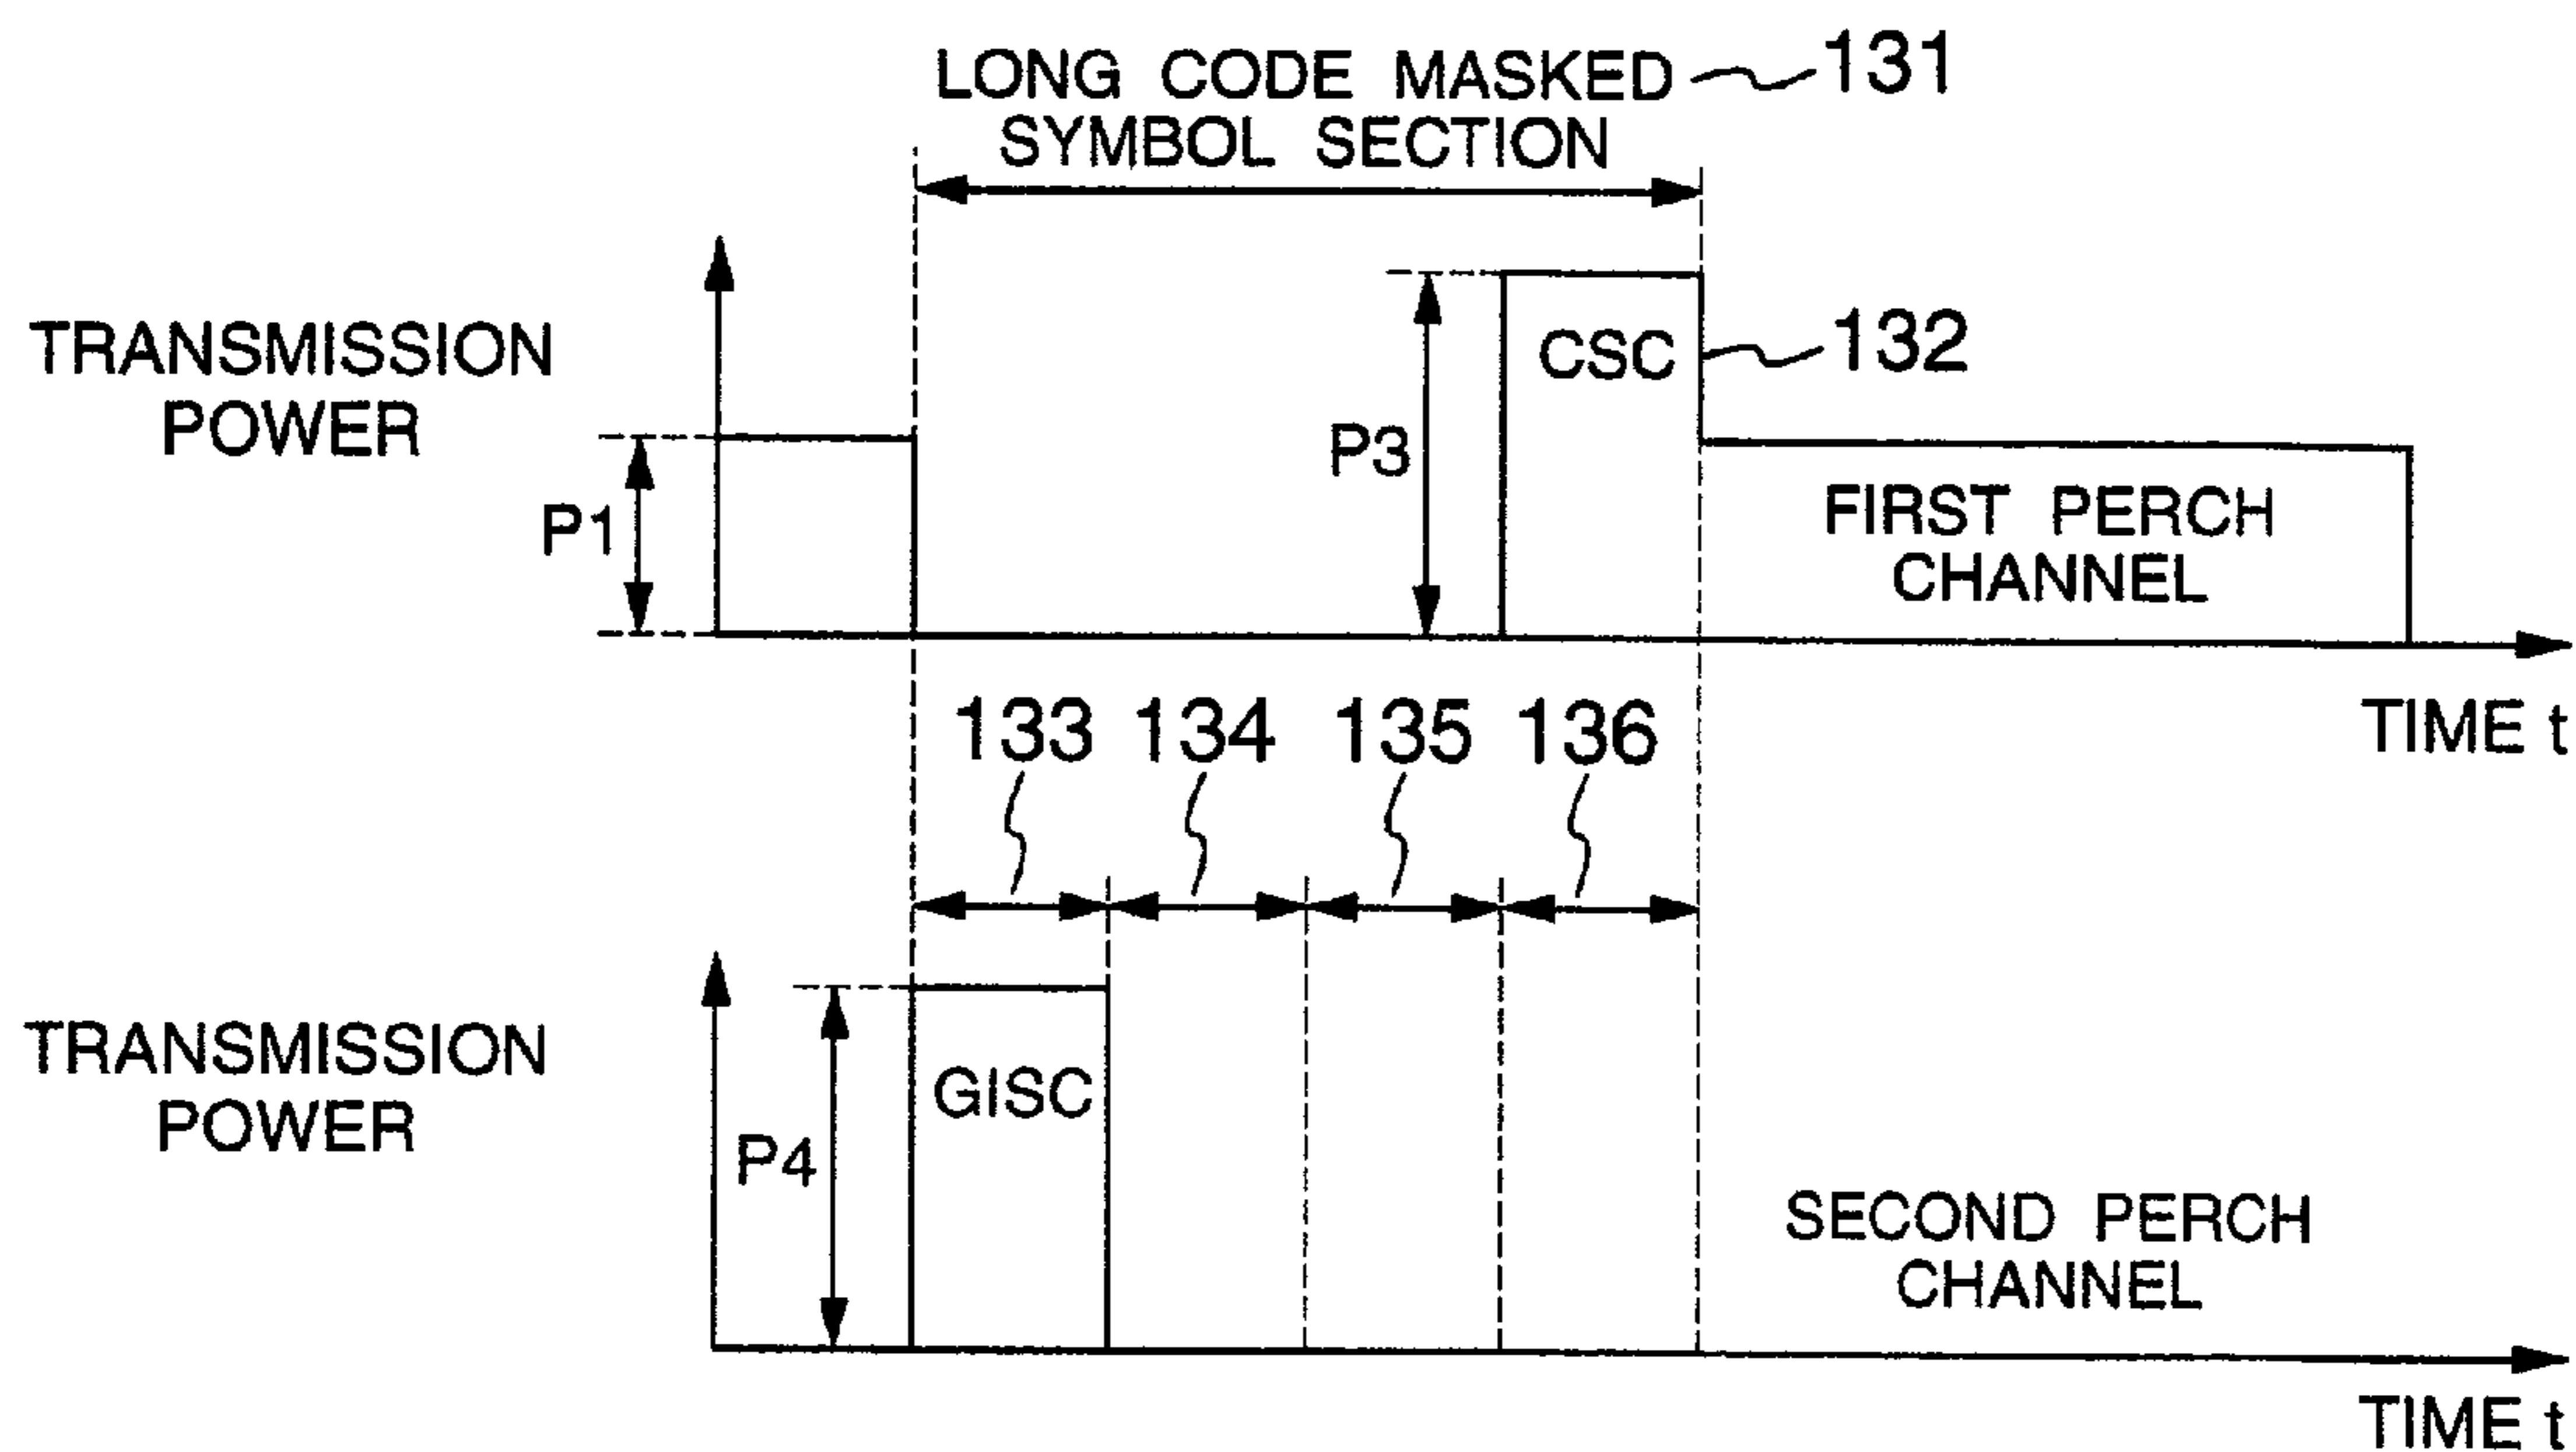 LONG CODE MASKED 131
SYMBOL SECTION
TRANSMISSION
POWER
P1
P3
CSC
132
FIRST PERCH
CHANNEL
TIME t
133 134 135 136
TRANSMISSION
POWER
P4
GISC
SECOND PERCH
CHANNEL
TIME t